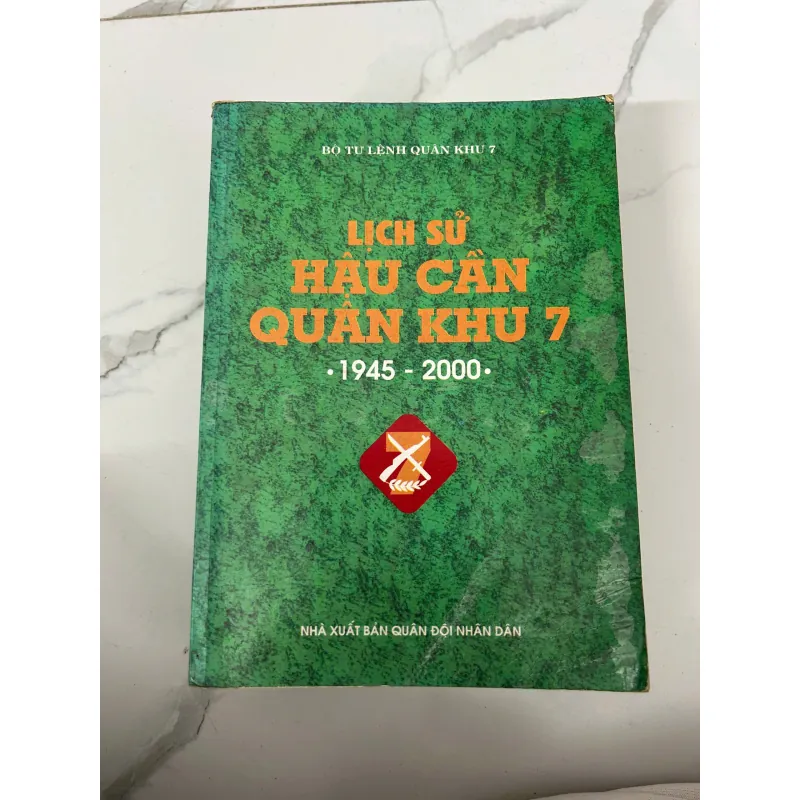 BỘ TƯ LỆNH QUÂN KHU 7
LỊCH SỬ
HẬU CẦN
QUÂN KHU 7
• 1945 - 2000 •
7
NHÀ XUẤT BẢN QUÂN ĐỘI NHÂN DÂN